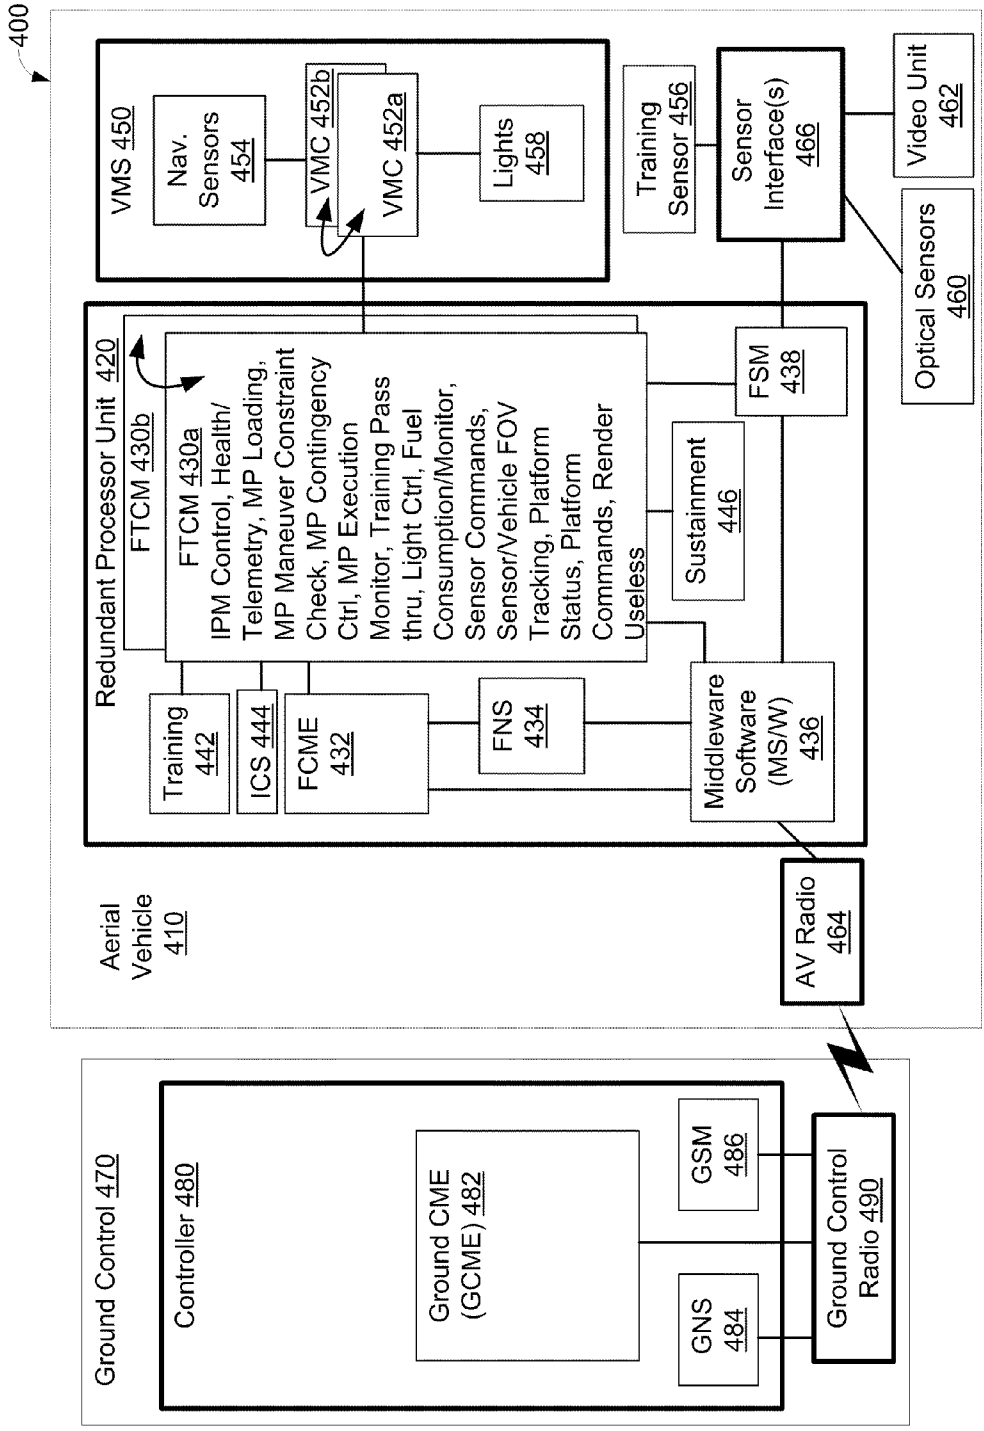 400
Aerial
Vehicle
410
Redundant Processor Unit 420
FTCM 430b
FTCM 430a
IPM Control, Health/
Telemetry, MP Loading,
MP Maneuver Constraint
Check, MP Contingency
Ctrl, MP Execution
Monitor, Training Pass
thru, Light Ctrl, Fuel
Consumption/Monitor,
Sensor Commands,
Sensor/Vehicle FOV
Tracking, Platform
Status, Platform
Commands, Render
Useless
Training
442
ICS 444
FCME
432
FNS
434
Middleware
Software
(MS/W)
436
Sustainment
446
FSM
438
VMS 450
Nav.
Sensors
454
VMC 452b
VMC 452a
Lights
458
Training
Sensor 456
Sensor
Interface(s)
466
Optical Sensors
460
Video Unit
462
AV Radio
464
Ground Control 470
Controller 480
Ground CME
(GCME) 482
GNS
484
GSM
486
Ground Control
Radio 490